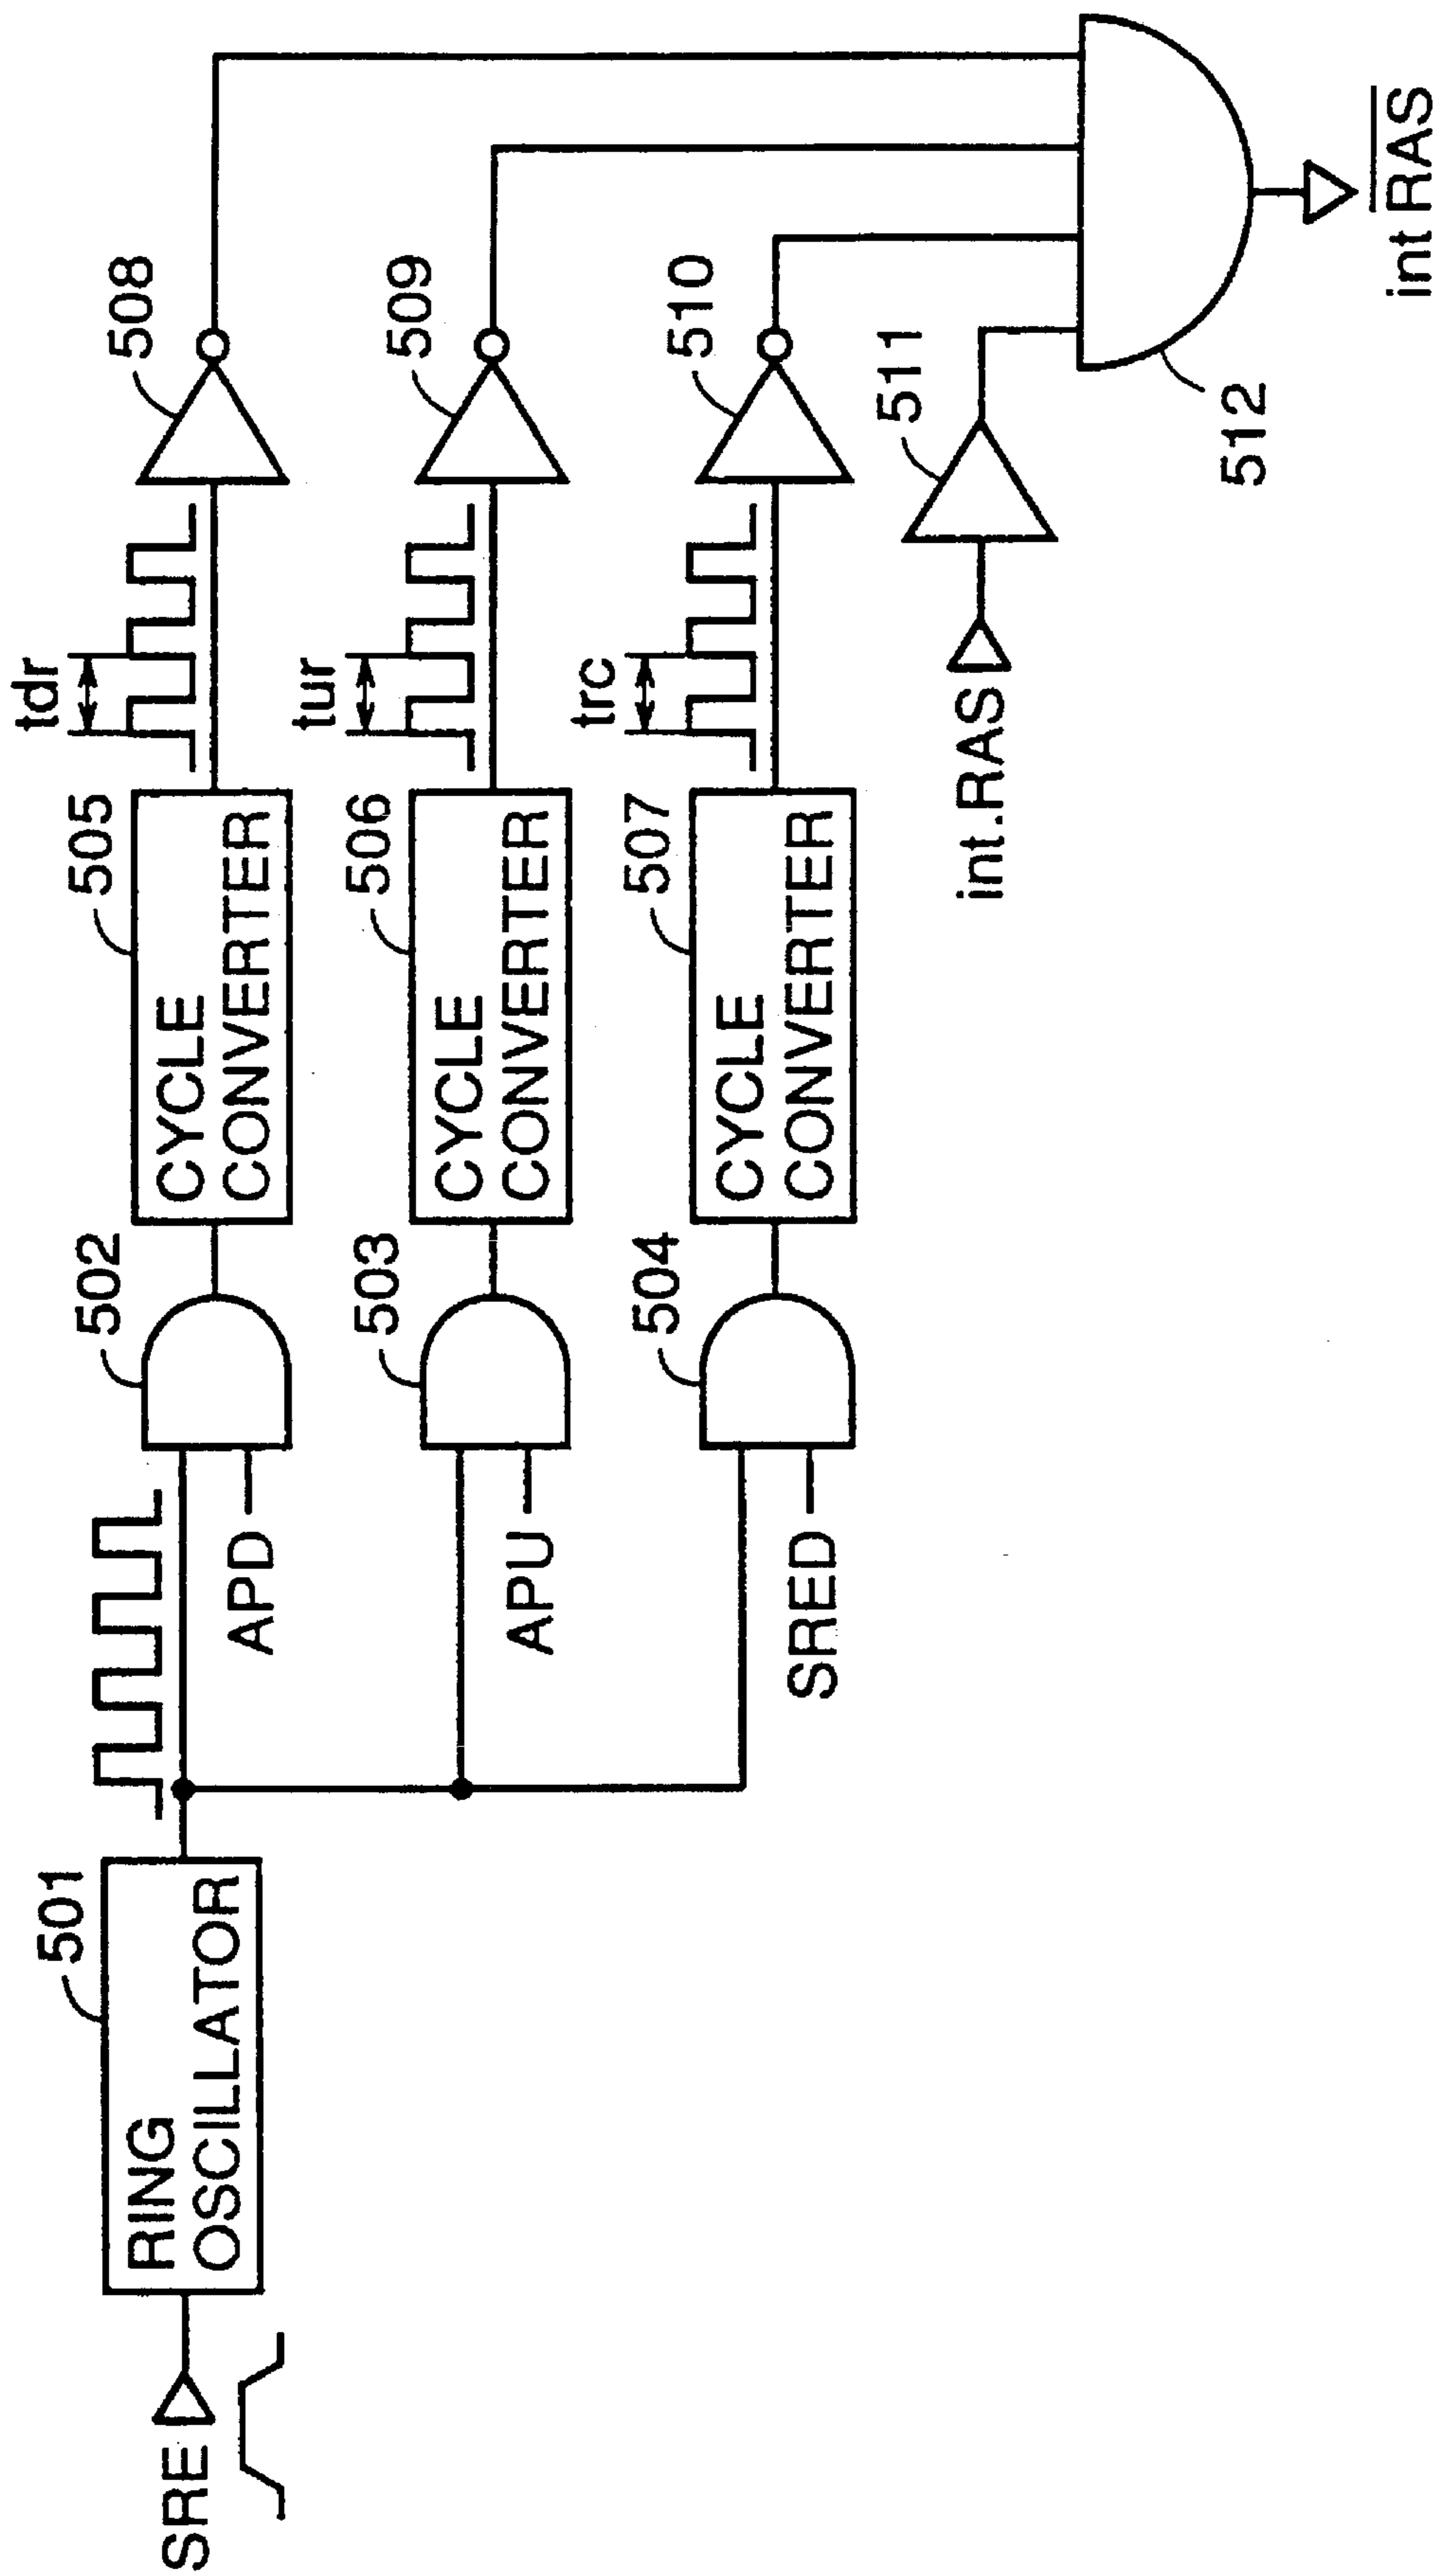 SRE
501
RING
OSCILLATOR
502
APD
503
APU
504
SRED
505
CYCLE
CONVERTER
506
CYCLE
CONVERTER
507
CYCLE
CONVERTER
tdr
tur
trc
508
509
510
int.RAS
511
512
int R̅A̅S̅